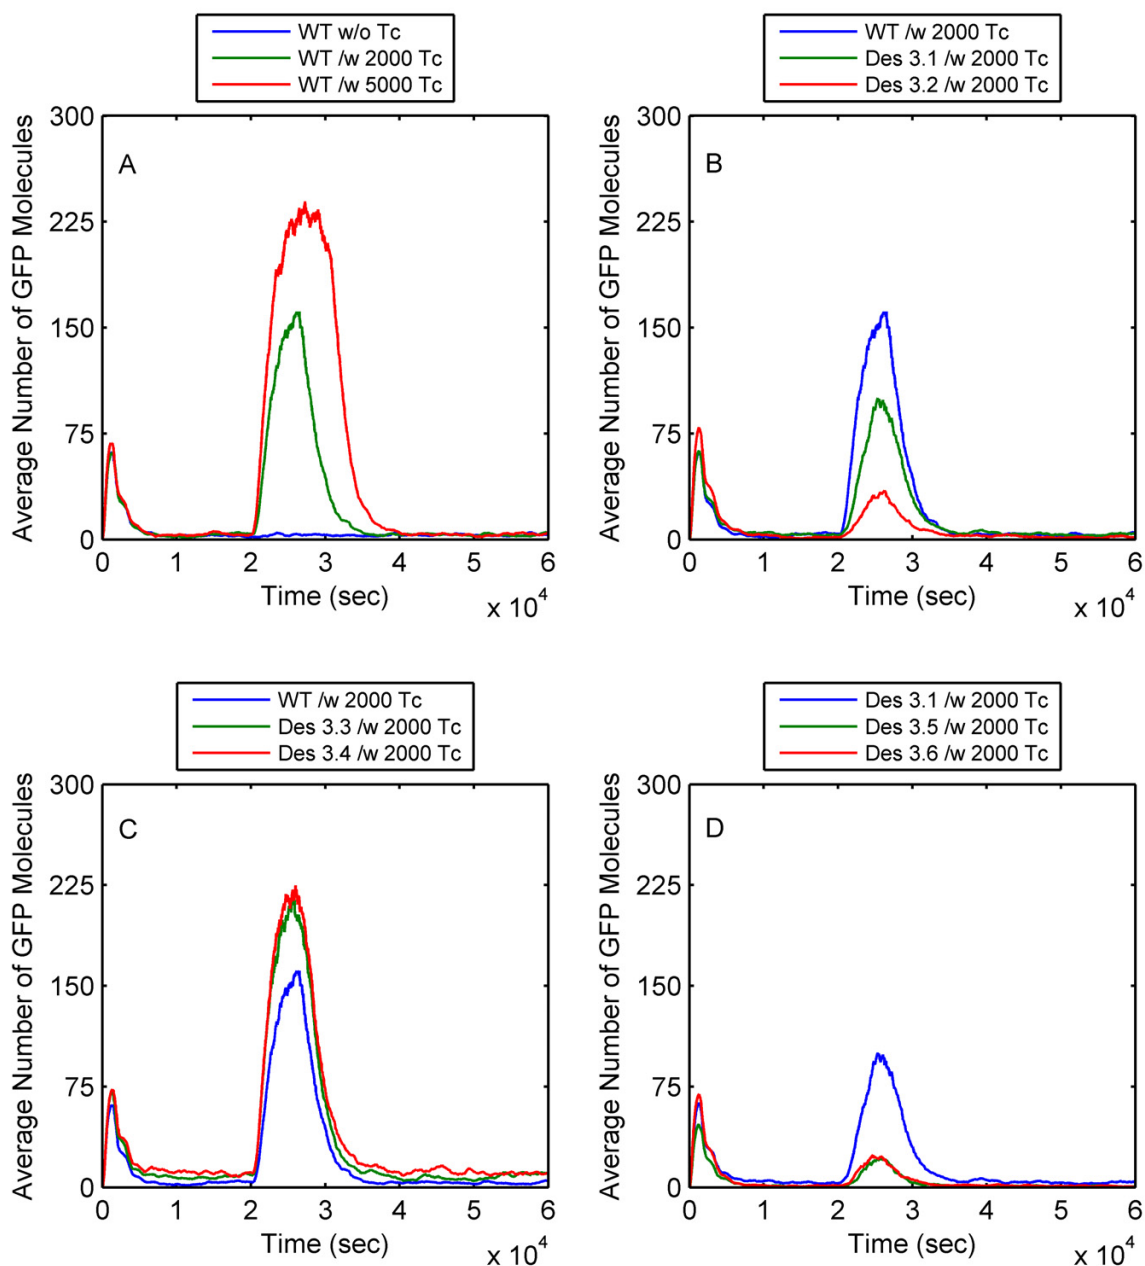 WT w/o Tc
WT /w 2000 Tc
WT /w 5000 Tc
300
225
150
75
0
Average Number of GFP Molecules
A
0 1 2 3 4 5 6
Time (sec)
x 10^4
WT /w 2000 Tc
Des 3.1 /w 2000 Tc
Des 3.2 /w 2000 Tc
300
225
150
75
0
Average Number of GFP Molecules
B
0 1 2 3 4 5 6
Time (sec)
x 10^4
WT /w 2000 Tc
Des 3.3 /w 2000 Tc
Des 3.4 /w 2000 Tc
300
225
150
75
0
Average Number of GFP Molecules
C
0 1 2 3 4 5 6
Time (sec)
x 10^4
Des 3.1 /w 2000 Tc
Des 3.5 /w 2000 Tc
Des 3.6 /w 2000 Tc
300
225
150
75
0
Average Number of GFP Molecules
D
0 1 2 3 4 5 6
Time (sec)
x 10^4